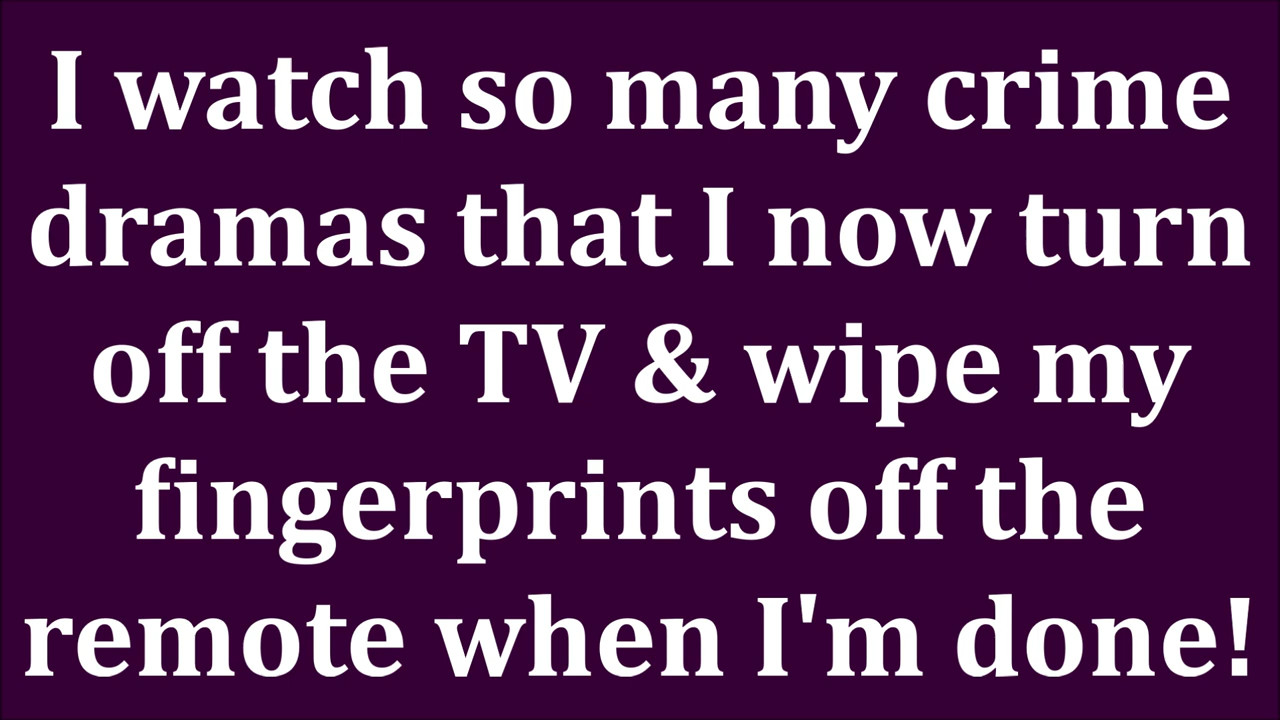 I watch so many crime
dramas that I now turn
off the TV & wipe my
fingerprints off the
remote when I'm done!